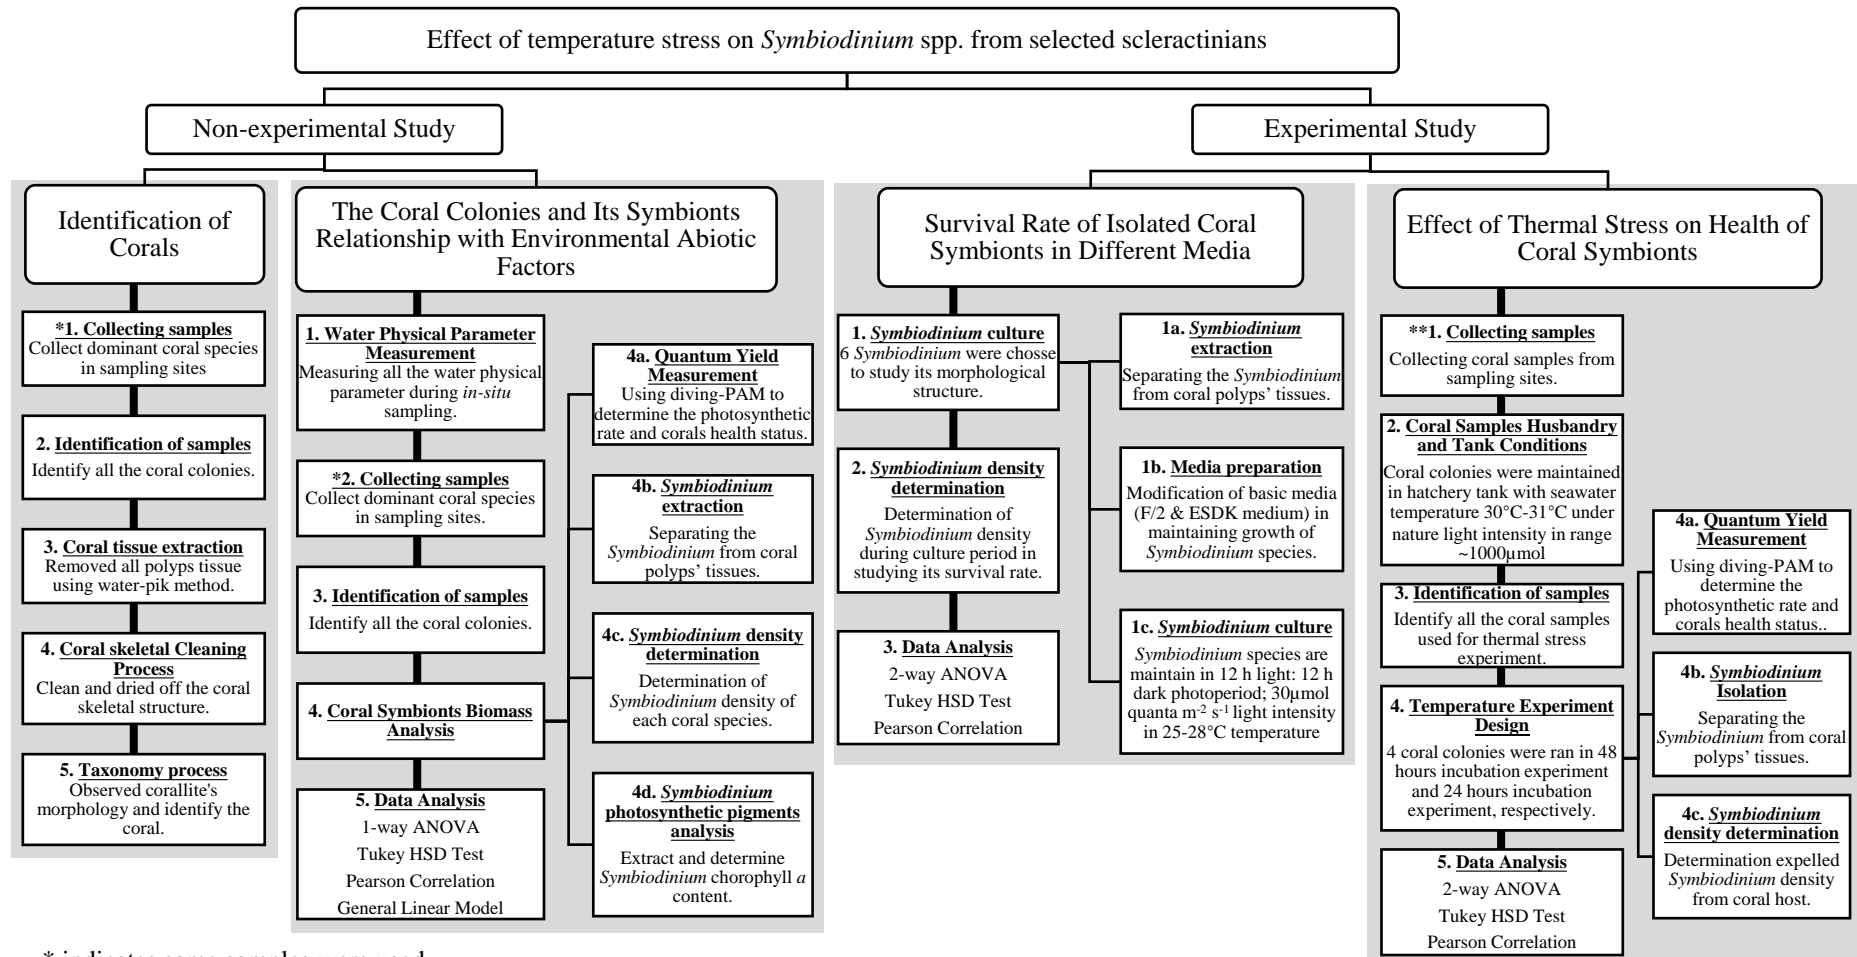 Effect of temperature stress on Symbiodinium spp. from selected scleractinians
Non-experimental Study
Experimental Study
Identification of
Corals
*1. Collecting samples
Collect dominant coral species
in sampling sites
2. Identification of samples
Identify all the coral colonies.
3. Coral tissue extraction
Removed all polyps tissue
using water-pik method.
4. Coral skeletal Cleaning
Process
Clean and dried off the coral
skeletal structure.
5. Taxonomy process
Observed corallite's
morphology and identify the
coral.
The Coral Colonies and Its Symbionts
Relationship with Environmental Abiotic
Factors
1. Water Physical Parameter
Measurement
Measuring all the water physical
parameter during in-situ
sampling.
*2. Collecting samples
Collect dominant coral species
in sampling sites.
3. Identification of samples
Identify all the coral colonies.
4. Coral Symbionts Biomass
Analysis
5. Data Analysis
1-way ANOVA
Tukey HSD Test
Pearson Correlation
General Linear Model
4a. Quantum Yield
Measurement
Using diving-PAM to
determine the photosynthetic
rate and corals health status.
4b. Symbiodinium
extraction
Separating the
Symbiodinium from coral
polyps' tissues.
4c. Symbiodinium density
determination
Determination of
Symbiodinium density of
each coral species.
4d. Symbiodinium
photosynthetic pigments
analysis
Extract and determine
Symbiodinium chorophyll a
content.
Survival Rate of Isolated Coral
Symbionts in Different Media
1. Symbiodinium culture
6 Symbiodinium were chosse
to study its morphological
structure.
2. Symbiodinium density
determination
Determination of
Symbiodinium density
during culture period in
studying its survival rate.
3. Data Analysis
2-way ANOVA
Tukey HSD Test
Pearson Correlation
1a. Symbiodinium
extraction
Separating the Symbiodinium
from coral polyps' tissues.
1b. Media preparation
Modification of basic media
(F/2 & ESDK medium) in
maintaining growth of
Symbiodinium species.
1c. Symbiodinium culture
Symbiodinium species are
maintain in 12 h light: 12 h
dark photoperiod; 30µmol
quanta m⁻² s⁻¹ light intensity
in 25-28°C temperature
Effect of Thermal Stress on Health of
Coral Symbionts
**1. Collecting samples
Collecting coral samples from
sampling sites.
2. Coral Samples Husbandry
and Tank Conditions
Coral colonies were maintained
in hatchery tank with seawater
temperature 30°C-31°C under
nature light intensity in range
~1000µmol
3. Identification of samples
Identify all the coral samples
used for thermal stress
experiment.
4. Temperature Experiment
Design
4 coral colonies were ran in 48
hours incubation experiment
and 24 hours incubation
experiment, respectively.
5. Data Analysis
2-way ANOVA
Tukey HSD Test
Pearson Correlation
4a. Quantum Yield
Measurement
Using diving-PAM to
determine the
photosynthetic rate and
corals health status..
4b. Symbiodinium
Isolation
Separating the
Symbiodinium from coral
polyps' tissues.
4c. Symbiodinium
density determination
Determination expelled
Symbiodinium density
from coral host.